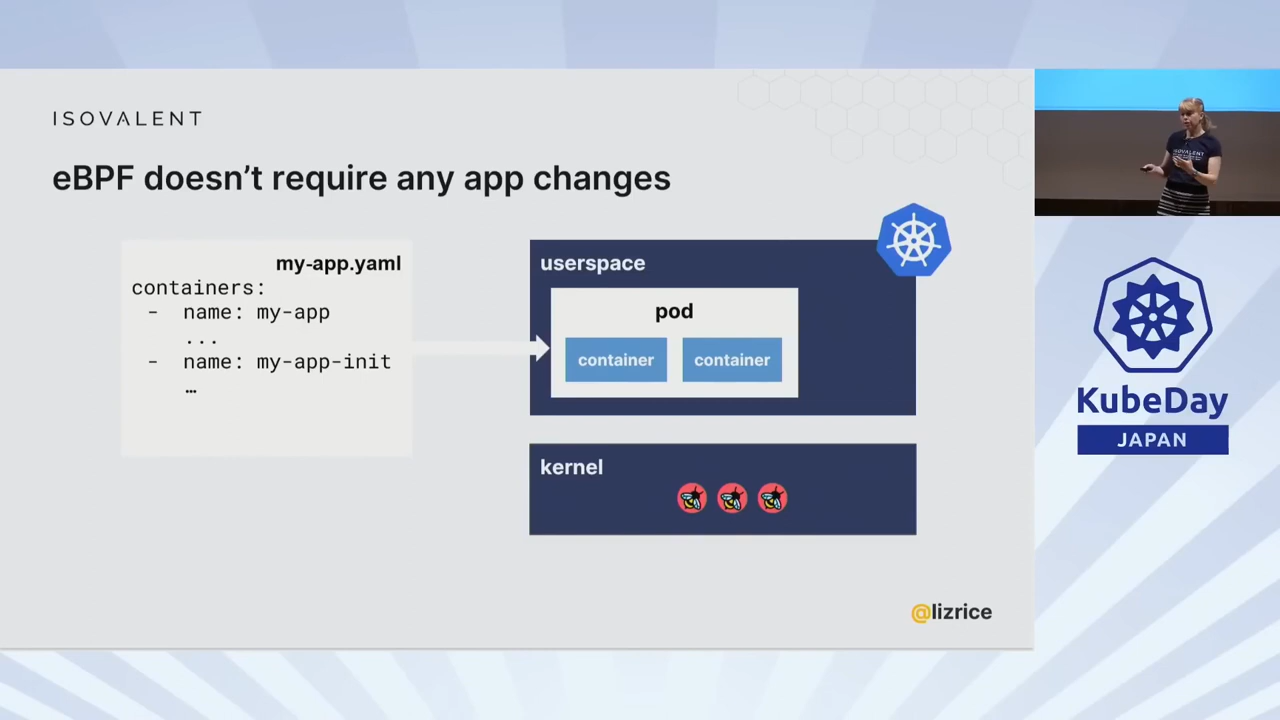 ISOVALENT
eBPF doesn’t require any app changes
my-app.yaml
containers:
- name: my-app
...
- name: my-app-init
…
userspace
pod
container
container
kernel
@lizrice
ISOVALENT
KubeDay
JAPAN